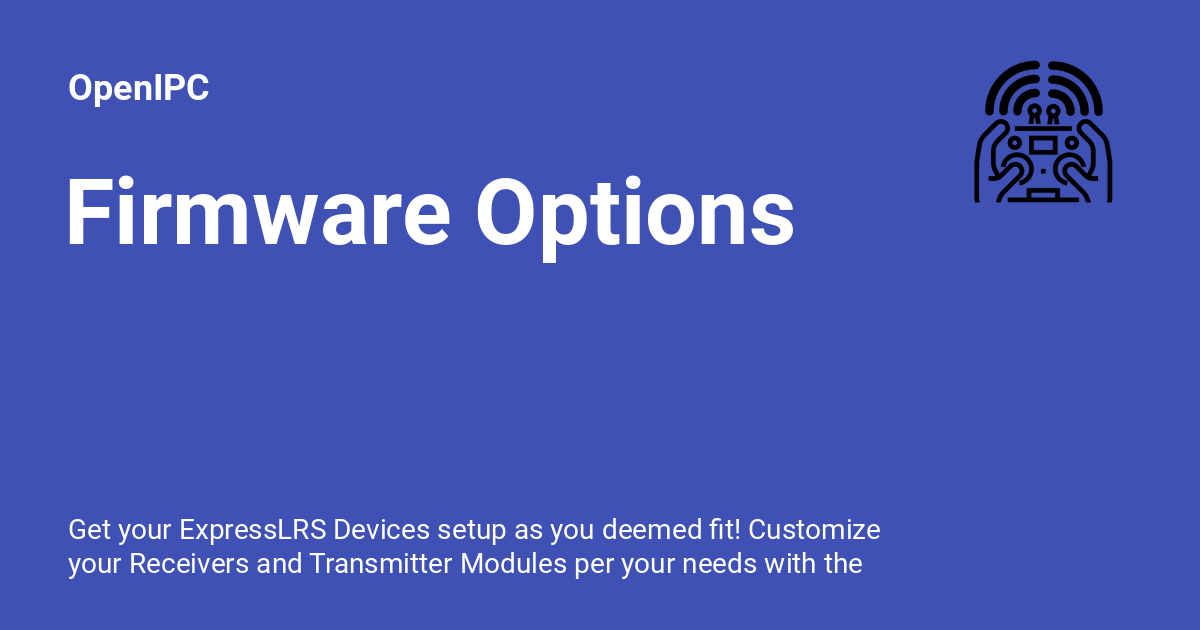 OpenIPC
Firmware Options
Get your ExpressLRS Devices setup as you deemed fit! Customize
your Receivers and Transmitter Modules per your needs with the